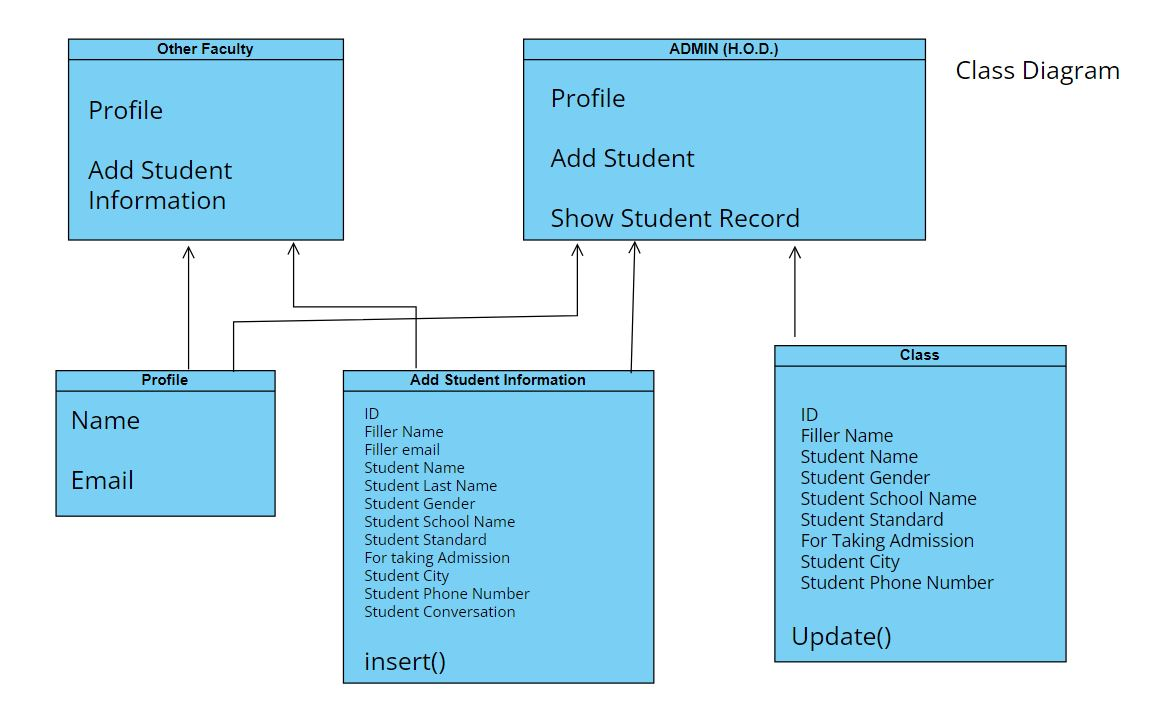 Other Faculty
Profile
Add Student
Information
ADMIN (H.O.D.)
Profile
Add Student
Show Student Record
Class Diagram
Profile
Name
Email
Add Student Information
ID
Filler Name
Filler email
Student Name
Student Last Name
Student Gender
Student School Name
Student Standard
For taking Admission
Student City
Student Phone Number
Student Conversation
insert()
Class
ID
Filler Name
Student Name
Student Gender
Student School Name
Student Standard
For Taking Admission
Student City
Student Phone Number
Update()